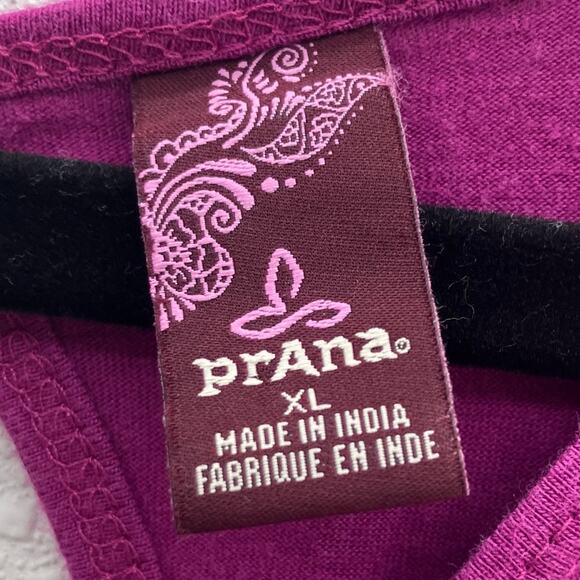 prAna®
XL
MADE IN INDIA
FABRIQUE EN INDE